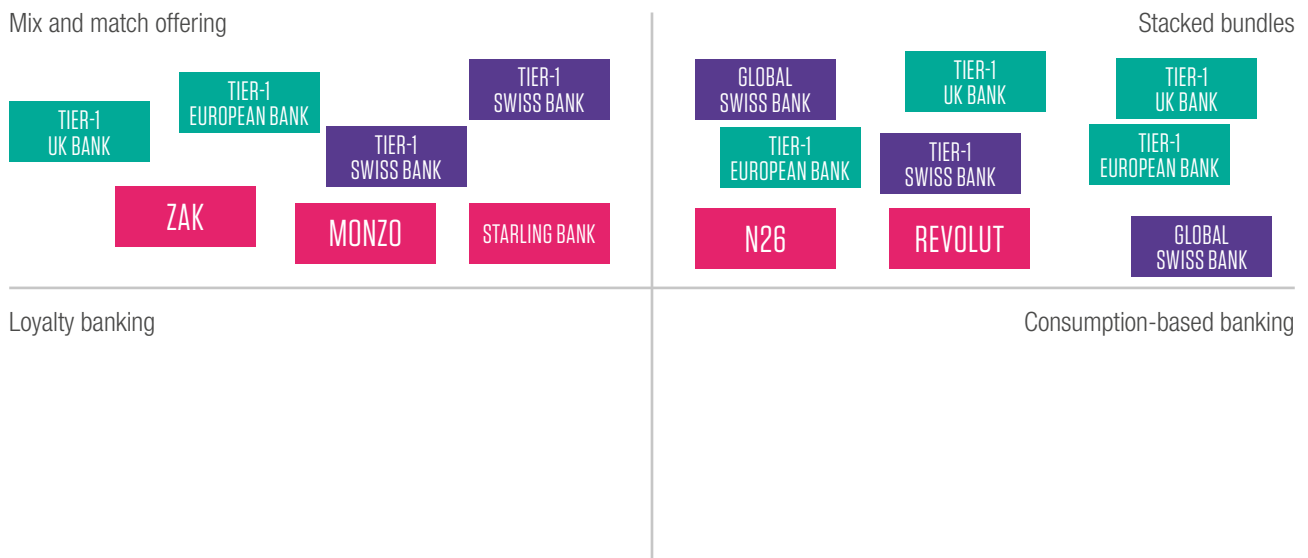 Mix and match offering
Stacked bundles
TIER-1
UK BANK
TIER-1
EUROPEAN BANK
TIER-1
SWISS BANK
TIER-1
SWISS BANK
ZAK
MONZO
STARLING BANK
GLOBAL
SWISS BANK
TIER-1
UK BANK
TIER-1
UK BANK
TIER-1
EUROPEAN BANK
TIER-1
SWISS BANK
TIER-1
EUROPEAN BANK
N26
REVOLUT
GLOBAL
SWISS BANK
Loyalty banking
Consumption-based banking